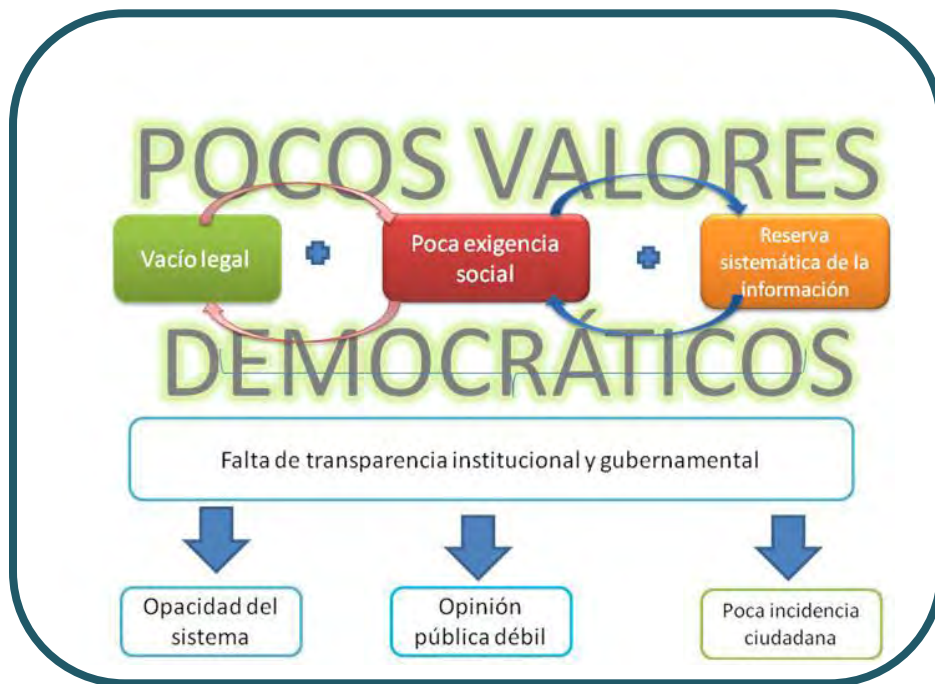 POCOS VALORES
Vacío legal
Poca exigencia
social
Reserva
sistemática de la
información
DEMOCRÁTICOS
Falta de transparencia institucional y gubernamental
Opacidad del
sistema
Opinión
pública débil
Poca incidencia
ciudadana